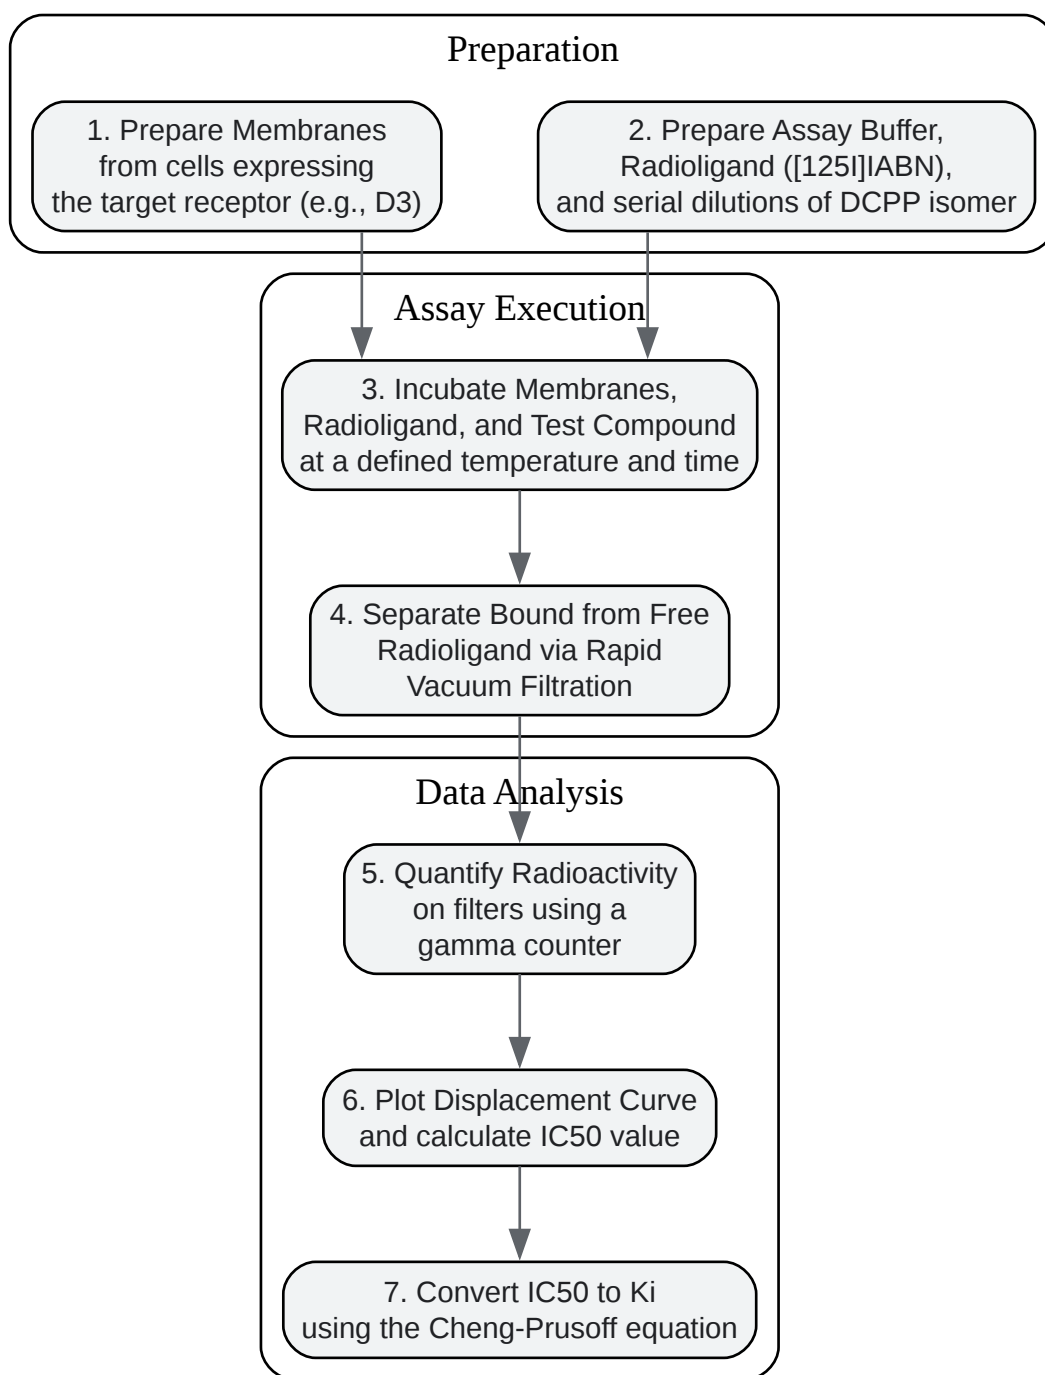 Preparation
1. Prepare Membranes
from cells expressing
the target receptor (e.g., D3)
2. Prepare Assay Buffer,
Radioligand ([125I]IABN),
and serial dilutions of DCPP isomer
Assay Execution
3. Incubate Membranes,
Radioligand, and Test Compound
at a defined temperature and time
4. Separate Bound from Free
Radioligand via Rapid
Vacuum Filtration
Data Analysis
5. Quantify Radioactivity
on filters using a
gamma counter
6. Plot Displacement Curve
and calculate IC50 value
7. Convert IC50 to Ki
using the Cheng-Prusoff equation